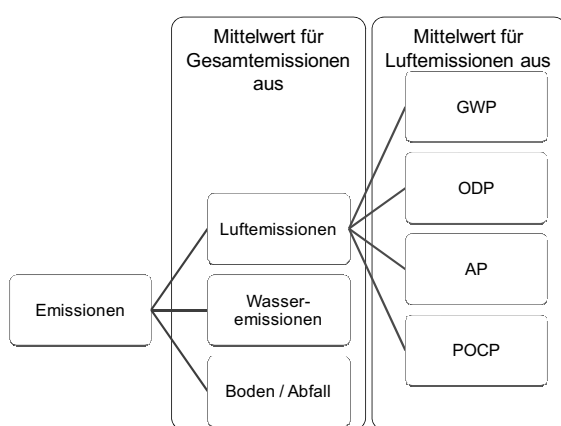 Mittelwert für
Gesamtemissionen
aus
Mittelwert für
Luftemissionen aus
GWP
ODP
AP
POCP
Luftemissionen
Wasser-
emissionen
Boden / Abfall
Emissionen